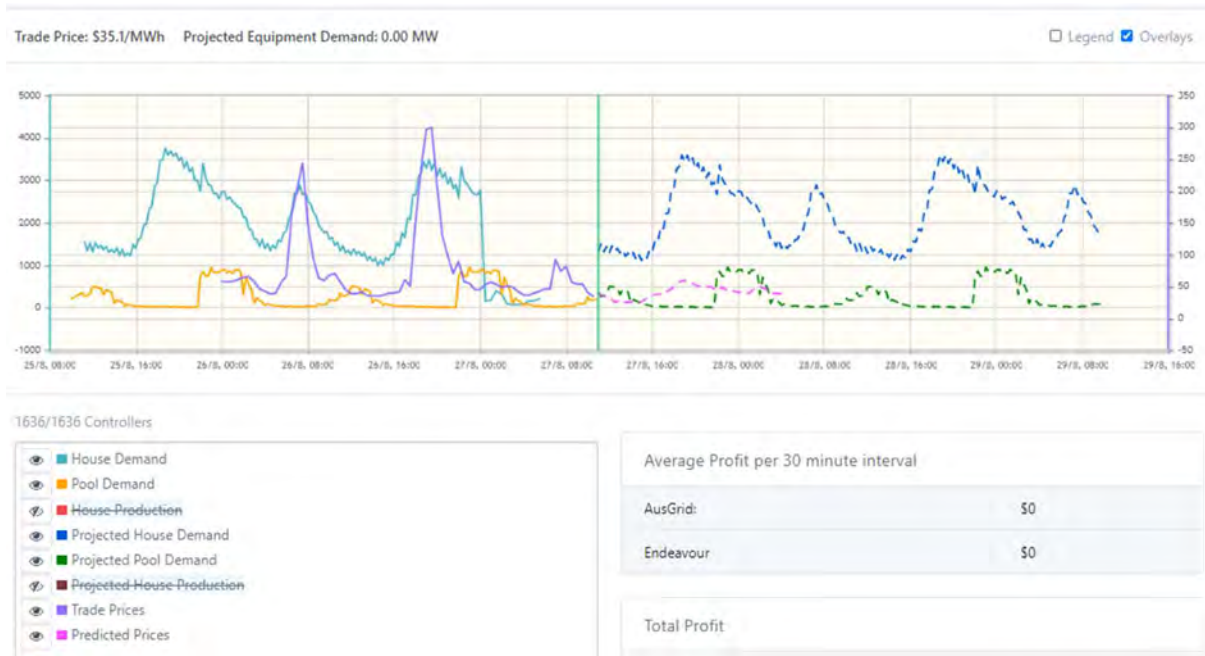 Trade Price: $35.1/MWh Projected Equipment Demand: 0.00 MW
Legend Overlays
5000
4000
3000
2000
1000
0
-1000
350
300
250
200
150
100
50
0
-50
25/8, 08:00 25/8, 16:00 26/8, 00:00 26/8, 08:00 26/8, 16:00 27/8, 00:00 27/8, 08:00 27/8, 16:00 28/8, 00:00 28/8, 08:00 28/8, 16:00 29/8, 00:00 29/8, 08:00 29/8, 16:00
1636/1636 Controllers
House Demand
Pool Demand
House Production
Projected House Demand
Projected Pool Demand
Projected House Production
Trade Prices
Predicted Prices
Average Profit per 30 minute interval
AusGrid: $0
Endeavour $0
Total Profit